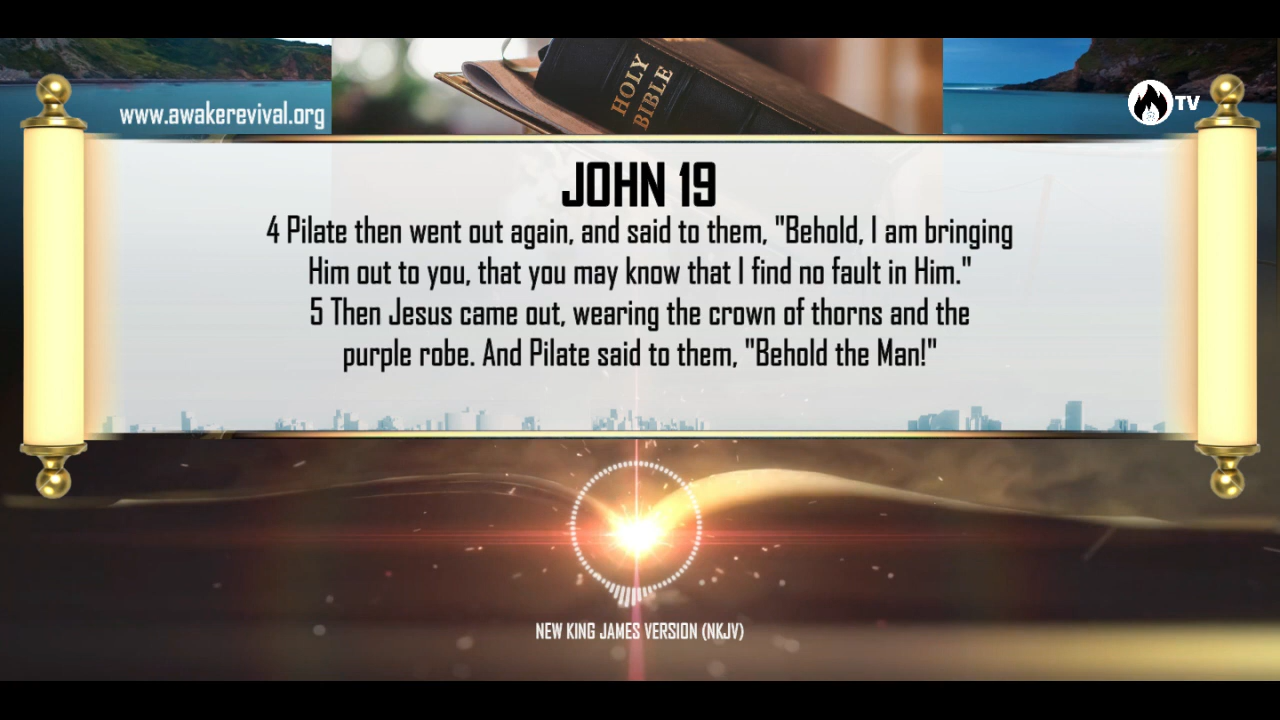 HOLY
BIBLE
www.awakerevival.org
TV
JOHN 19
4 Pilate then went out again, and said to them, "Behold, I am bringing
Him out to you, that you may know that I find no fault in Him."
5 Then Jesus came out, wearing the crown of thorns and the
purple robe. And Pilate said to them, "Behold the Man!"
NEW KING JAMES VERSION (NKJV)